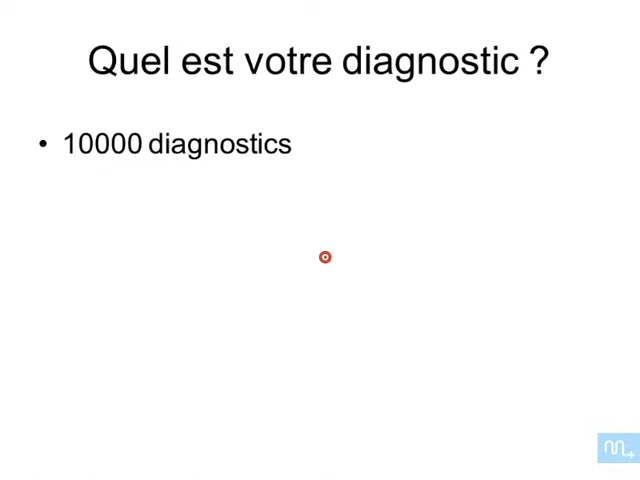 Quel est votre diagnostic ?
• 10000 diagnostics